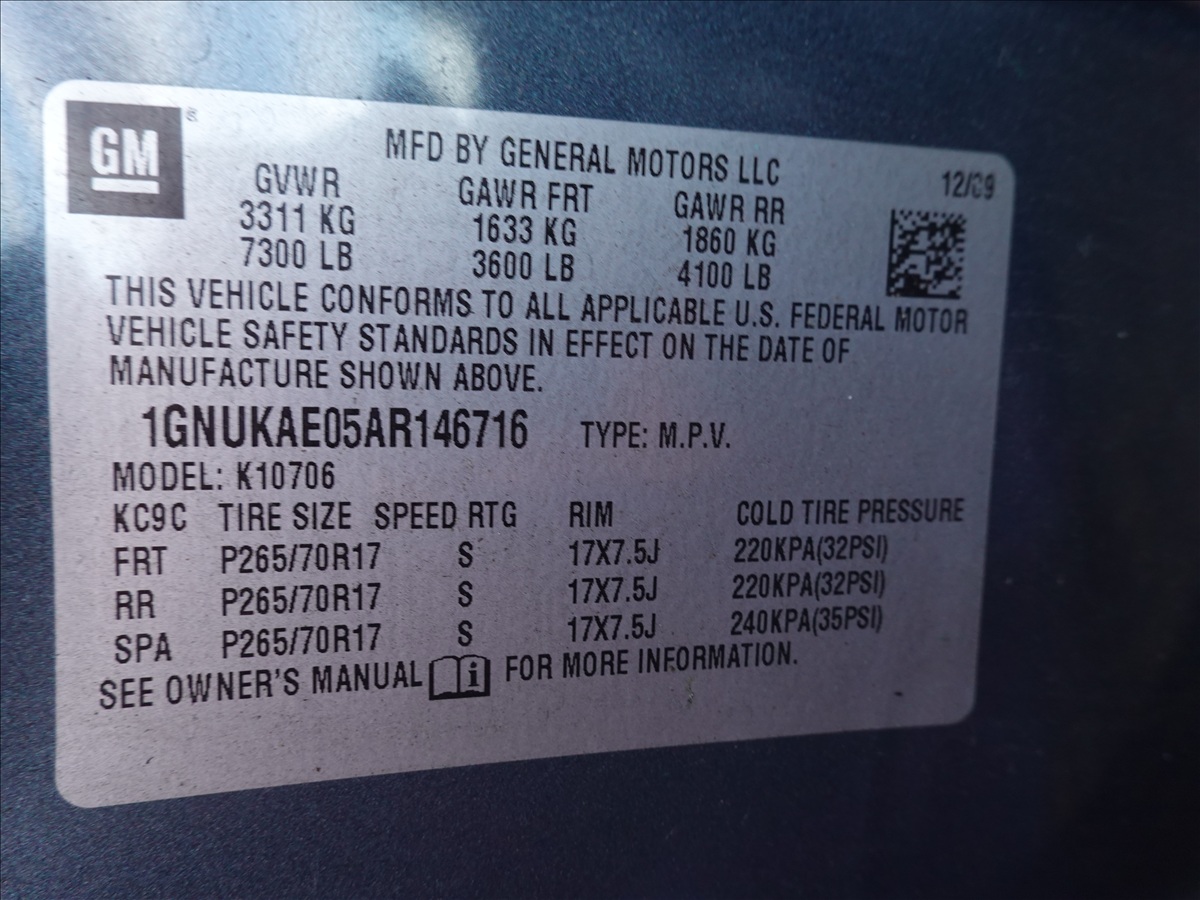 GM ®
MFD BY GENERAL MOTORS LLC
12/09
GVWR GAWR FRT GAWR RR
3311 KG 1633 KG 1860 KG
7300 LB 3600 LB 4100 LB
THIS VEHICLE CONFORMS TO ALL APPLICABLE U.S. FEDERAL MOTOR
VEHICLE SAFETY STANDARDS IN EFFECT ON THE DATE OF
MANUFACTURE SHOWN ABOVE.
1GNUKAE05AR146716 TYPE: M.P.V.
MODEL: K10706
KC9C TIRE SIZE SPEED RTG RIM COLD TIRE PRESSURE
FRT P265/70R17 S 17X7.5J 220KPA(32PSI)
RR P265/70R17 S 17X7.5J 220KPA(32PSI)
SPA P265/70R17 S 17X7.5J 240KPA(35PSI)
SEE OWNER'S MANUAL i FOR MORE INFORMATION.